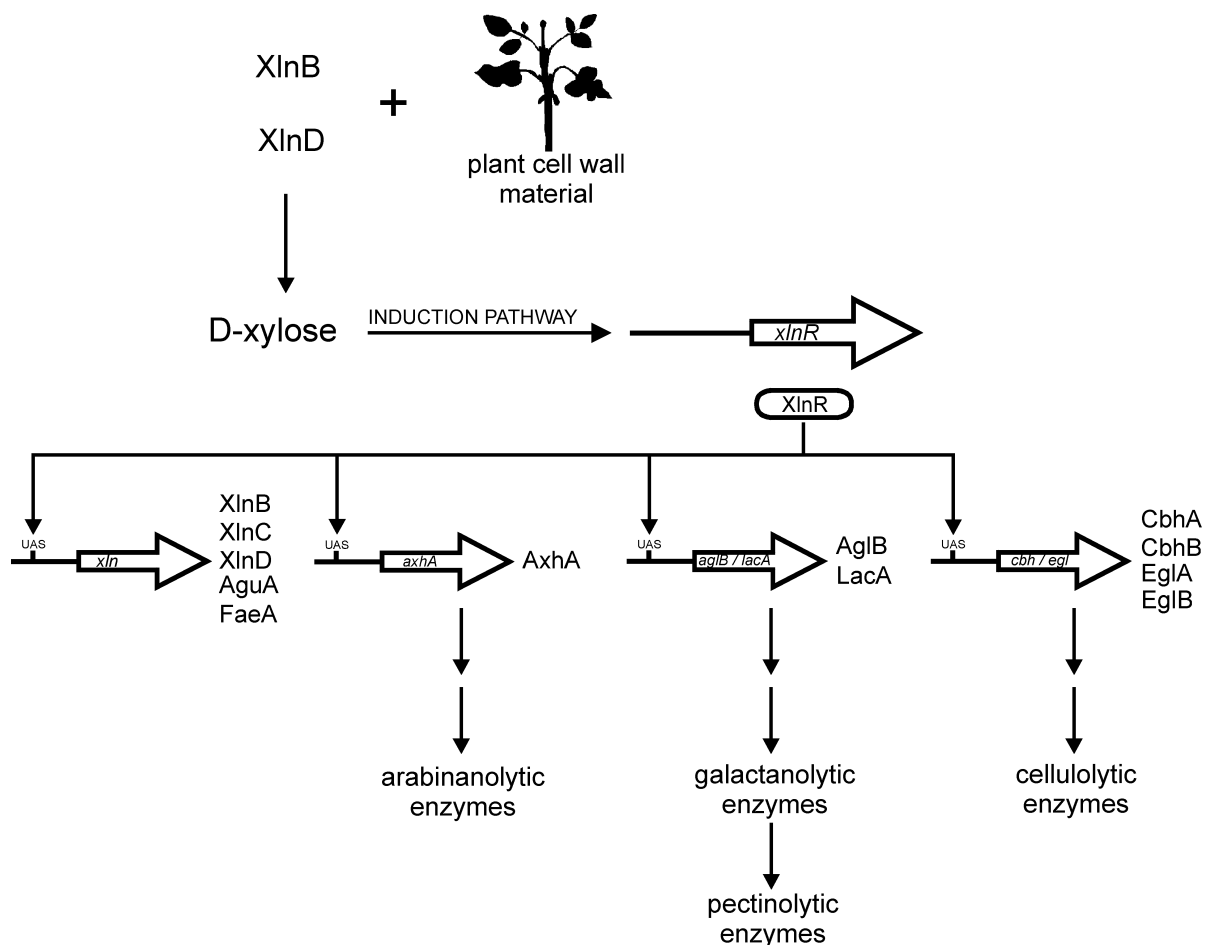 XlnB
+
XlnD
plant cell wall
material
D-xylose
INDUCTION PATHWAY
xlnR
XlnR
UAS
xln
XlnB
XlnC
XlnD
AguA
FaeA
UAS
axhA
AxhA
UAS
aglB / lacA
AglB
LacA
UAS
cbh / egl
CbhA
CbhB
EglA
EglB
arabinanolytic
enzymes
galactanolytic
enzymes
cellulolytic
enzymes
pectinolytic
enzymes